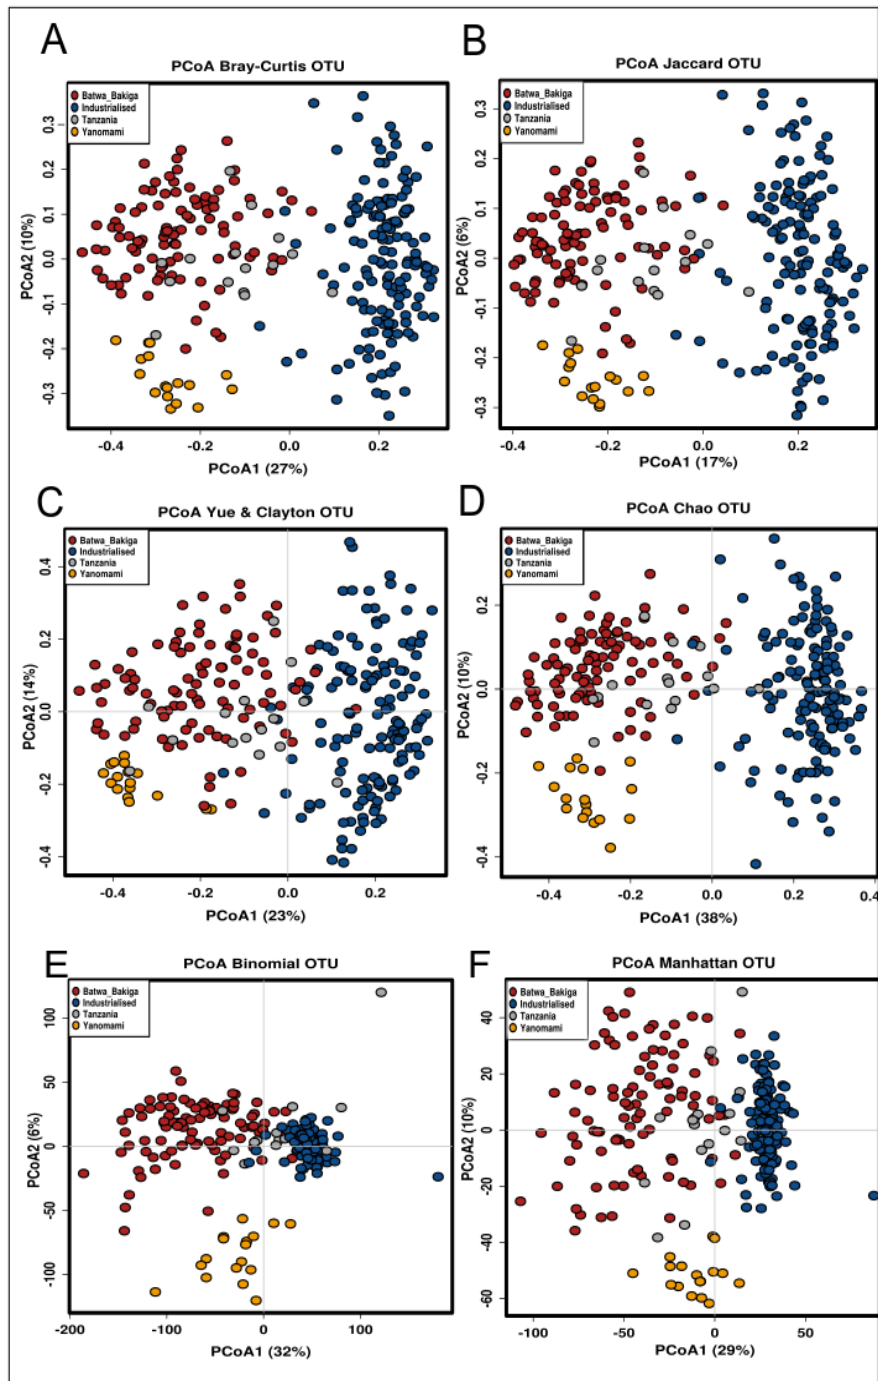 A
PCoA Bray-Curtis OTU
Batwa_Bakiga
Industrialised
Tanzania
Yanomami
PCoA2 (10%)
0.3
0.2
0.1
0.0
-0.1
-0.2
-0.3
-0.4 -0.2 0.0 0.2
PCoA1 (27%)
B
PCoA Jaccard OTU
Batwa_Bakiga
Industrialised
Tanzania
Yanomami
PCoA2 (6%)
0.3
0.2
0.1
0.0
-0.1
-0.2
-0.3
-0.4 -0.2 0.0 0.2
PCoA1 (17%)
C
PCoA Yue & Clayton OTU
Batwa_Bakiga
Industrialised
Tanzania
Yanomami
PCoA2 (14%)
0.4
0.2
0.0
-0.2
-0.4
-0.4 -0.2 0.0 0.2
PCoA1 (23%)
D
PCoA Chao OTU
Batwa_Bakiga
Industrialised
Tanzania
Yanomami
PCoA2 (10%)
0.2
0.0
-0.2
-0.4
-0.4 -0.2 0.0 0.2 0.4
PCoA1 (38%)
E
PCoA Binomial OTU
Batwa_Bakiga
Industrialised
Tanzania
Yanomami
PCoA2 (6%)
100
50
0
-50
-100
-200 -100 0 100
PCoA1 (32%)
F
PCoA Manhattan OTU
Batwa_Bakiga
Industrialised
Tanzania
Yanomami
PCoA2 (10%)
40
20
0
-20
-40
-60
-100 -50 0 50
PCoA1 (29%)